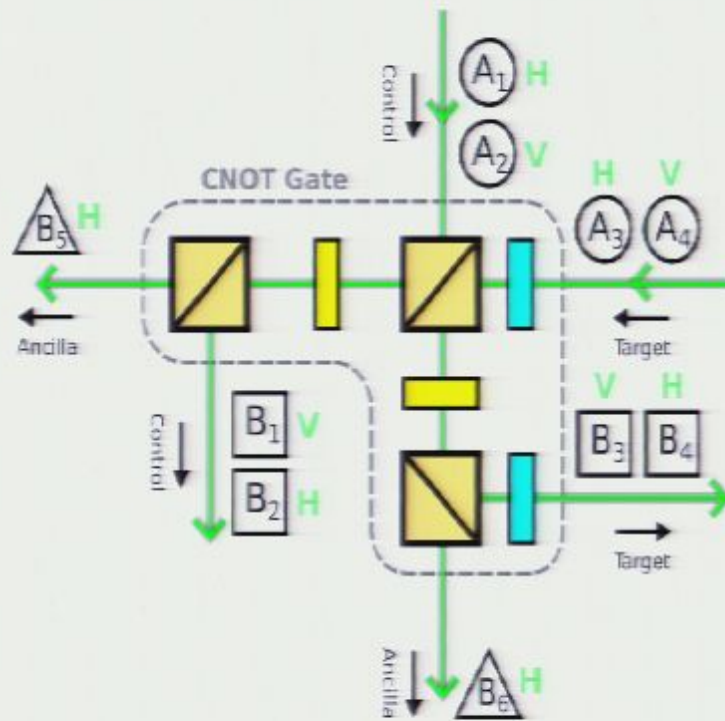 Control
A₁ H
A₂ V
CNOT Gate
H V
A₃ A₄
B₅ H
Ancilla
Target
Control
B₁ V
B₂ H
V H
B₃ B₄
Target
Ancilla
B₆ H